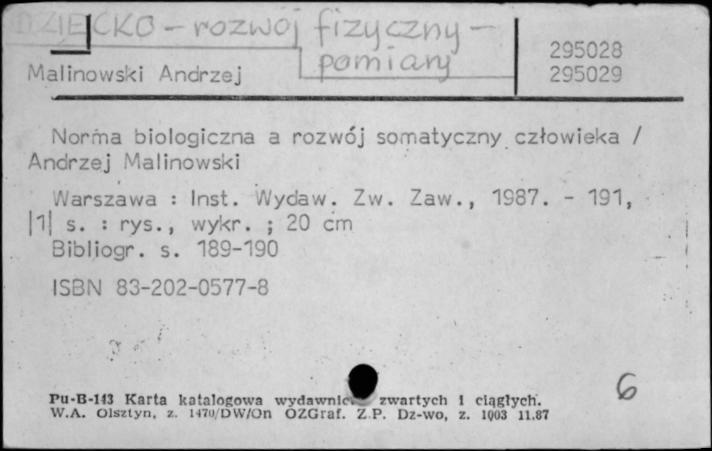 DZIECKO - rozwój fizyczny -
pomiary
295028
Malinowski Andrzej
295029
Norma biologiczna a rozwój somatyczny człowieka /
Andrzej Malinowski
Warszawa : Inst. Wydaw. Zw. Zaw., 1987. - 191,
|1| s. : rys., wykr. ; 20 cm
Bibliogr. s. 189-190
ISBN 83-202-0577-8
6
Pu-B-143 Karta katalogowa wydawnic zwartych i ciągłych.
W.A. Olsztyn, z. 1470/DW/On OZGraf. Z.P. Dz-wo, z. 1003 11.87